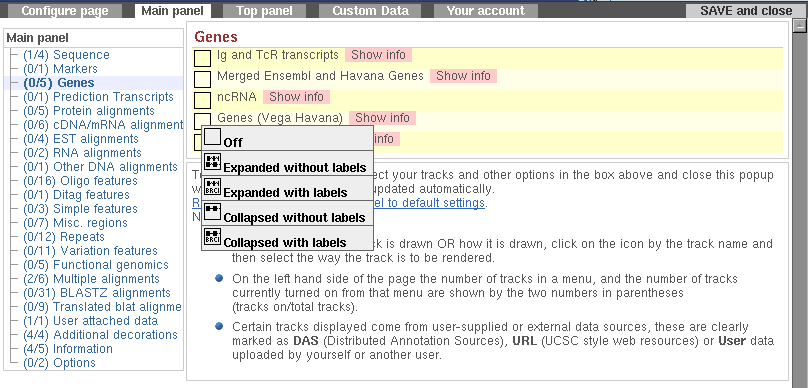 Configure page
Main panel
Top panel
Custom Data
Your account
SAVE and close
Main panel
(1/4) Sequence
(0/1) Markers
(0/5) Genes
(0/1) Prediction Transcripts
(0/5) Protein alignments
(0/6) cDNA/mRNA alignment
(0/4) EST alignments
(0/2) RNA alignments
(0/1) Other DNA alignments
(0/16) Oligo features
(0/1) Ditag features
(0/3) Simple features
(0/7) Misc. regions
(0/12) Repeats
(0/11) Variation features
(0/5) Functional genomics
(2/6) Multiple alignments
(0/31) BLASTZ alignments
(0/9) Translated blat alignme
(1/1) User attached data
(4/4) Additional decorations
(4/5) Information
(0/2) Options
Genes
Ig and TcR transcripts Show info
Merged Ensembl and Havana Genes Show info
ncRNA Show info
Genes (Vega Havana) Show info
info
Off
Expanded without labels
BRCI Expanded with labels
Collapsed without labels
BRCI Collapsed with labels
ect your tracks and other options in the box above and close this popup
updated automatically.
el to default settings.
k is drawn OR how it is drawn, click on the icon by the track name and
then select the way the track is to be rendered.
On the left hand side of the page the number of tracks in a menu, and the number of tracks
currently turned on from that menu are shown by the two numbers in parentheses
(tracks on/total tracks).
Certain tracks displayed come from user-supplied or external data sources, these are clearly
marked as DAS (Distributed Annotation Sources), URL (UCSC style web resources) or User data
uploaded by yourself or another user.